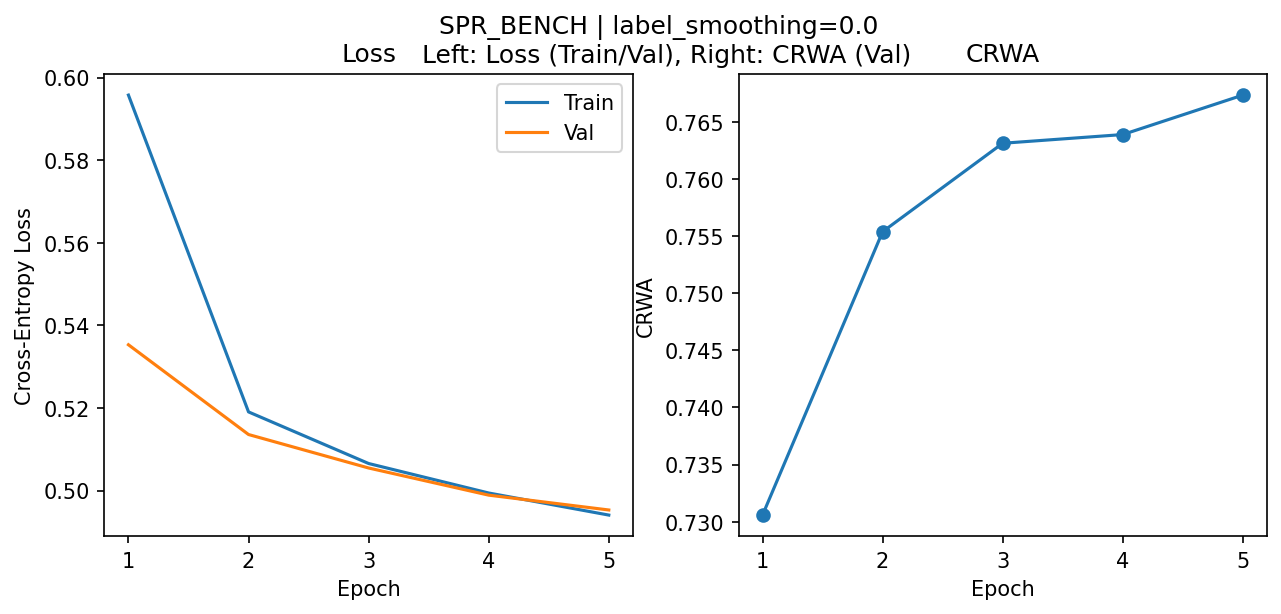 SPR_BENCH | label_smoothing=0.0
Left: Loss (Train/Val), Right: CRWA (Val)
Loss
Train
Val
Cross-Entropy Loss
0.60
0.58
0.56
0.54
0.52
0.50
1 2 3 4 5
Epoch
CRWA
CRWA
0.765
0.760
0.755
0.750
0.745
0.740
0.735
0.730
1 2 3 4 5
Epoch